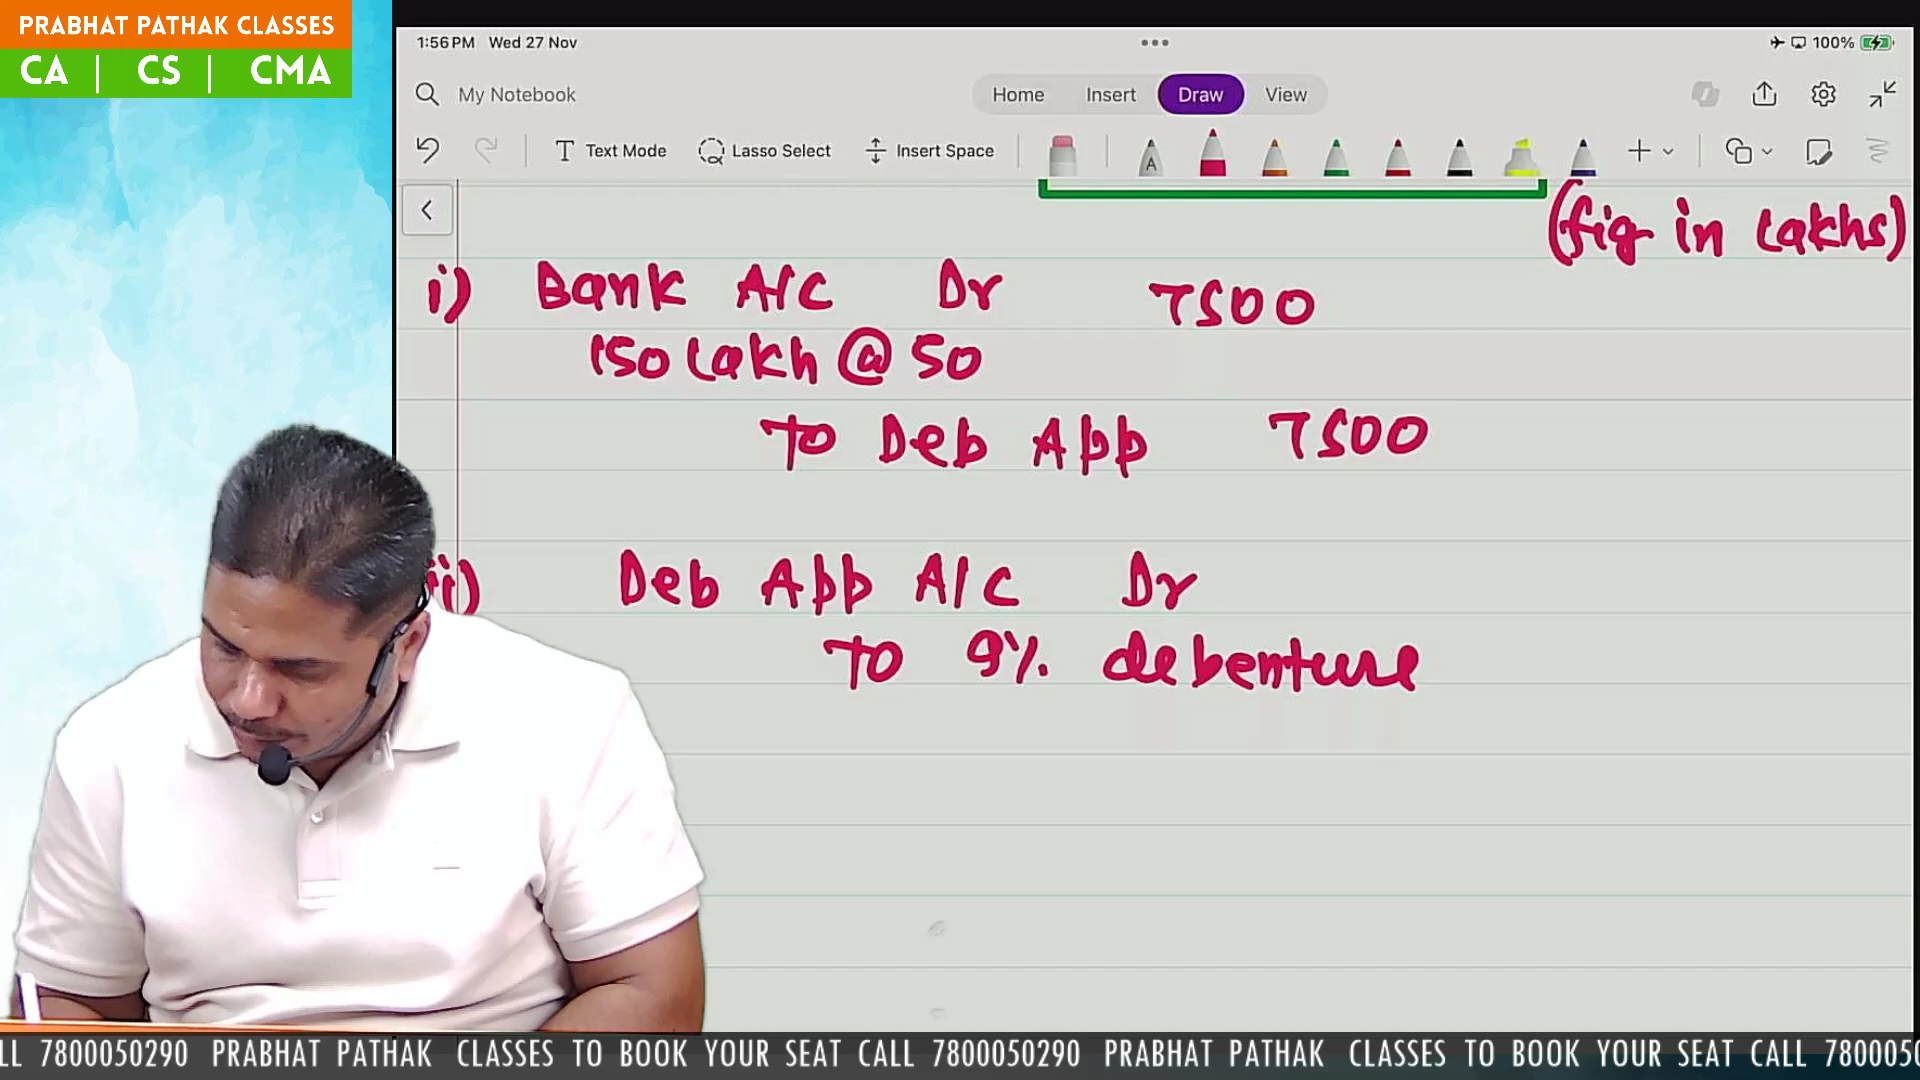 PRABHAT PATHAK CLASSES
CA | CS | CMA
1:56 PM Wed 27 Nov
100%
My Notebook
Home Insert Draw View
Text Mode Lasso Select Insert Space
A
(fig in lakhs)
i) Bank A/C Dr 7500
150 lakh @ 50
To Deb App 7500
ii) Deb App A/C Dr
To 9% debenture
LL 7800050290 PRABHAT PATHAK CLASSES TO BOOK YOUR SEAT CALL 7800050290 PRABHAT PATHAK CLASSES TO BOOK YOUR SEAT CALL 780005